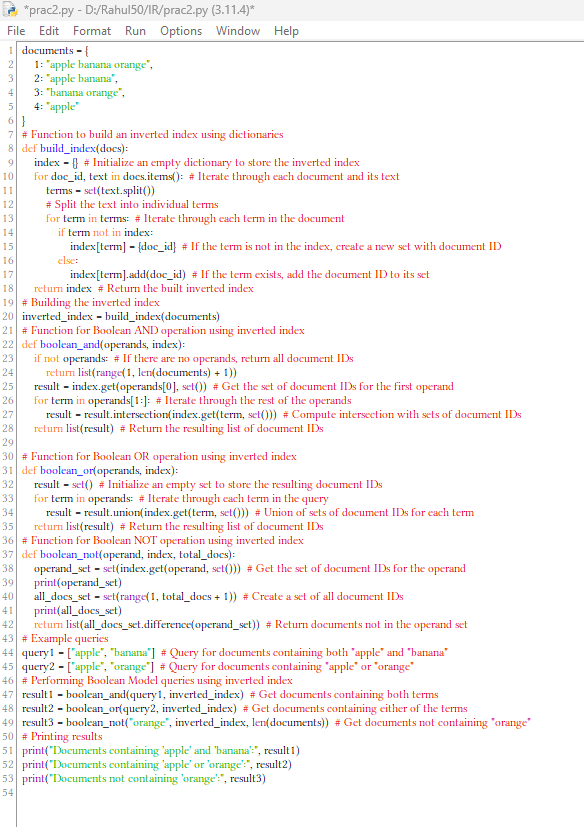 *prac2.py - D:/Rahul50/IR/prac2.py (3.11.4)*
File Edit Format Run Options Window Help
1 documents = {
2     1: "apple banana orange",
3     2: "apple banana",
4     3: "banana orange",
5     4: "apple"
6 }
7 # Function to build an inverted index using dictionaries
8 def build_index(docs):
9     index = {}  # Initialize an empty dictionary to store the inverted index
10     for doc_id, text in docs.items():  # Iterate through each document and its text
11         terms = set(text.split())
12         # Split the text into individual terms
13         for term in terms:  # Iterate through each term in the document
14             if term not in index:
15                 index[term] = {doc_id}  # If the term is not in the index, create a new set with document ID
16             else:
17                 index[term].add(doc_id)  # If the term exists, add the document ID to its set
18     return index  # Return the built inverted index
19 # Building the inverted index
20 inverted_index = build_index(documents)
21 # Function for Boolean AND operation using inverted index
22 def boolean_and(operands, index):
23     if not operands:  # If there are no operands, return all document IDs
24         return list(range(1, len(documents) + 1))
25     result = index.get(operands[0], set())  # Get the set of document IDs for the first operand
26     for term in operands[1:]:  # Iterate through the rest of the operands
27         result = result.intersection(index.get(term, set()))  # Compute intersection with sets of document IDs
28     return list(result)  # Return the resulting list of document IDs
29
30 # Function for Boolean OR operation using inverted index
31 def boolean_or(operands, index):
32     result = set()  # Initialize an empty set to store the resulting document IDs
33     for term in operands:  # Iterate through each term in the query
34         result = result.union(index.get(term, set()))  # Union of sets of document IDs for each term
35     return list(result)  # Return the resulting list of document IDs
36 # Function for Boolean NOT operation using inverted index
37 def boolean_not(operand, index, total_docs):
38     operand_set = set(index.get(operand, set()))  # Get the set of document IDs for the operand
39     print(operand_set)
40     all_docs_set = set(range(1, total_docs + 1))  # Create a set of all document IDs
41     print(all_docs_set)
42     return list(all_docs_set.difference(operand_set))  # Return documents not in the operand set
43 # Example queries
44 query1 = ["apple", "banana"]  # Query for documents containing both "apple" and "banana"
45 query2 = ["apple", "orange"]  # Query for documents containing "apple" or "orange"
46 # Performing Boolean Model queries using inverted index
47 result1 = boolean_and(query1, inverted_index)  # Get documents containing both terms
48 result2 = boolean_or(query2, inverted_index)  # Get documents containing either of the terms
49 result3 = boolean_not("orange", inverted_index, len(documents))  # Get documents not containing "orange"
50 # Printing results
51 print("Documents containing 'apple' and 'banana':", result1)
52 print("Documents containing 'apple' or 'orange':", result2)
53 print("Documents not containing 'orange':", result3)
54